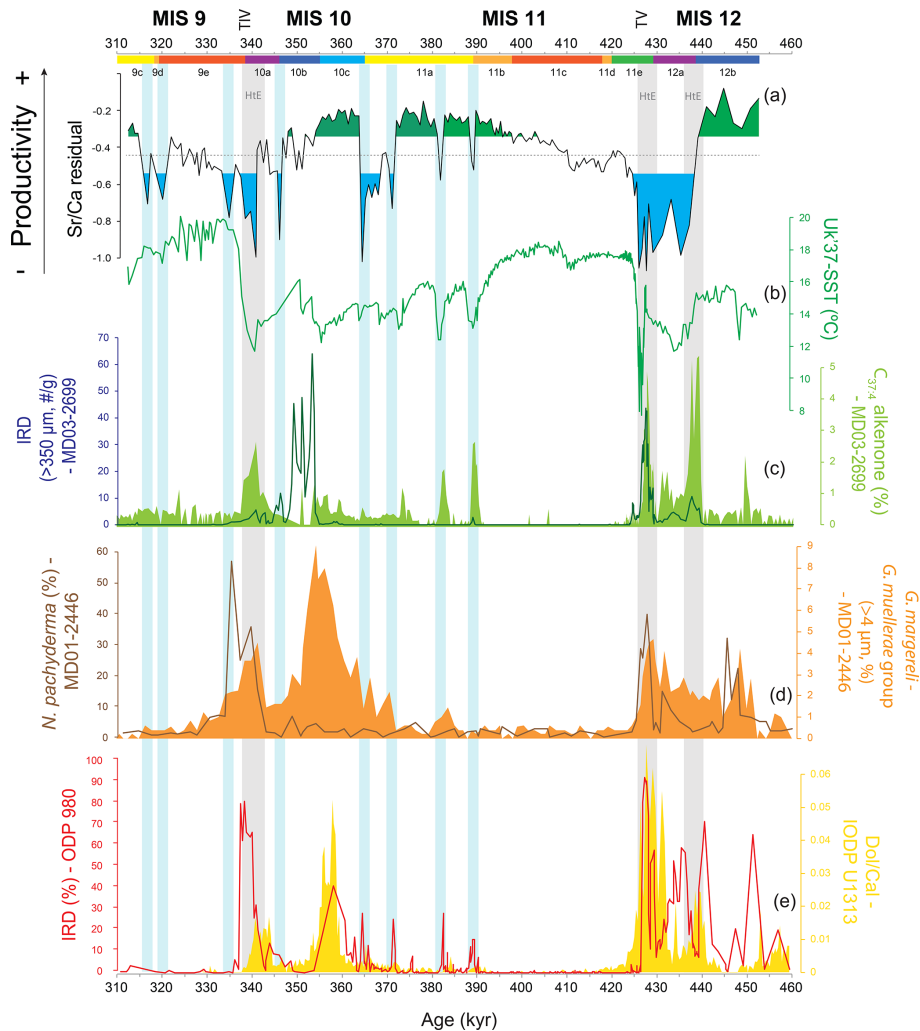 MIS 9 TIV MIS 10 MIS 11 TV MIS 12
310 320 330 340 350 360 370 380 390 400 410 420 430 440 450 460
9c 9d 9e 10a 10b 10c 11a 11b 11c 11d 11e 12a 12b
HtE HtE HtE
(a)
- Productivity +
Sr/Ca residual
-0.2
-0.4
-0.6
-0.8
-1.0
Uk'37-SST (ºC)
20
18
16
14
12
10
8
(b)
IRD
(>350 µm, #/g)
- MD03-2699
70
60
50
40
30
20
10
0
C37:4 alkenone (%)
- MD03-2699
5
4
3
2
1
0
(c)
N. pachyderma (%) -
MD01-2446
60
50
40
30
20
10
0
G. margereli -
G. muellerae group
(>4 µm, %)
- MD01-2446
9
8
7
6
5
4
3
2
1
0
(d)
IRD (%) - ODP 980
100
90
80
70
60
50
40
30
20
10
0
Dol/Cal -
IODP U1313
0.06
0.05
0.04
0.03
0.02
0.01
0
(e)
310 320 330 340 350 360 370 380 390 400 410 420 430 440 450 460
Age (kyr)